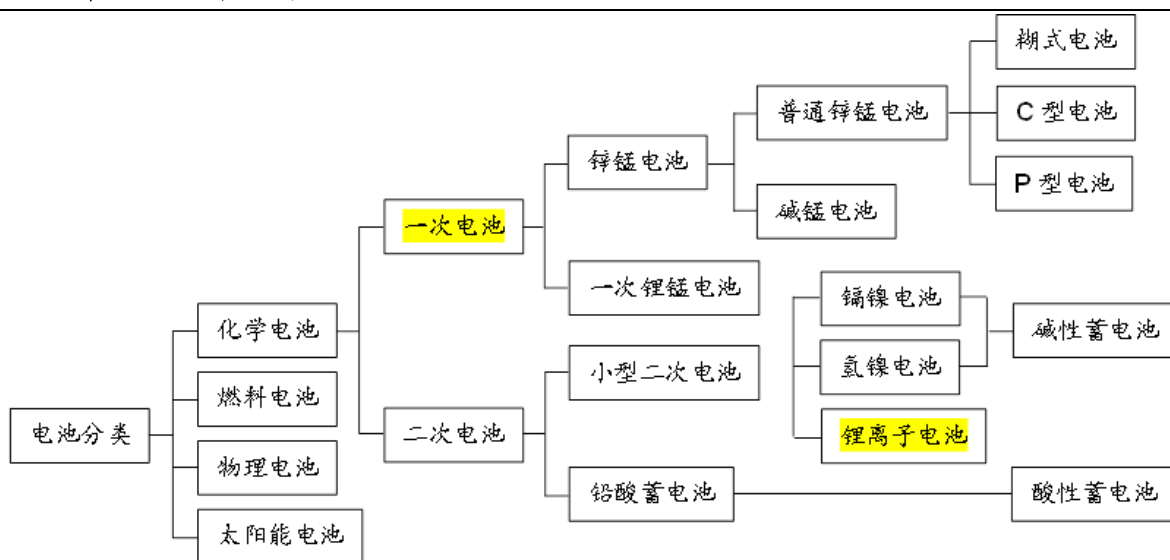 糊式电池
普通锌锰电池
C 型电池
锌锰电池
P 型电池
碱锰电池
一次电池
一次锂锰电池
镉镍电池
化学电池
碱性蓄电池
氢镍电池
小型二次电池
燃料电池
电池分类
二次电池
锂离子电池
物理电池
铅酸蓄电池
酸性蓄电池
太阳能电池